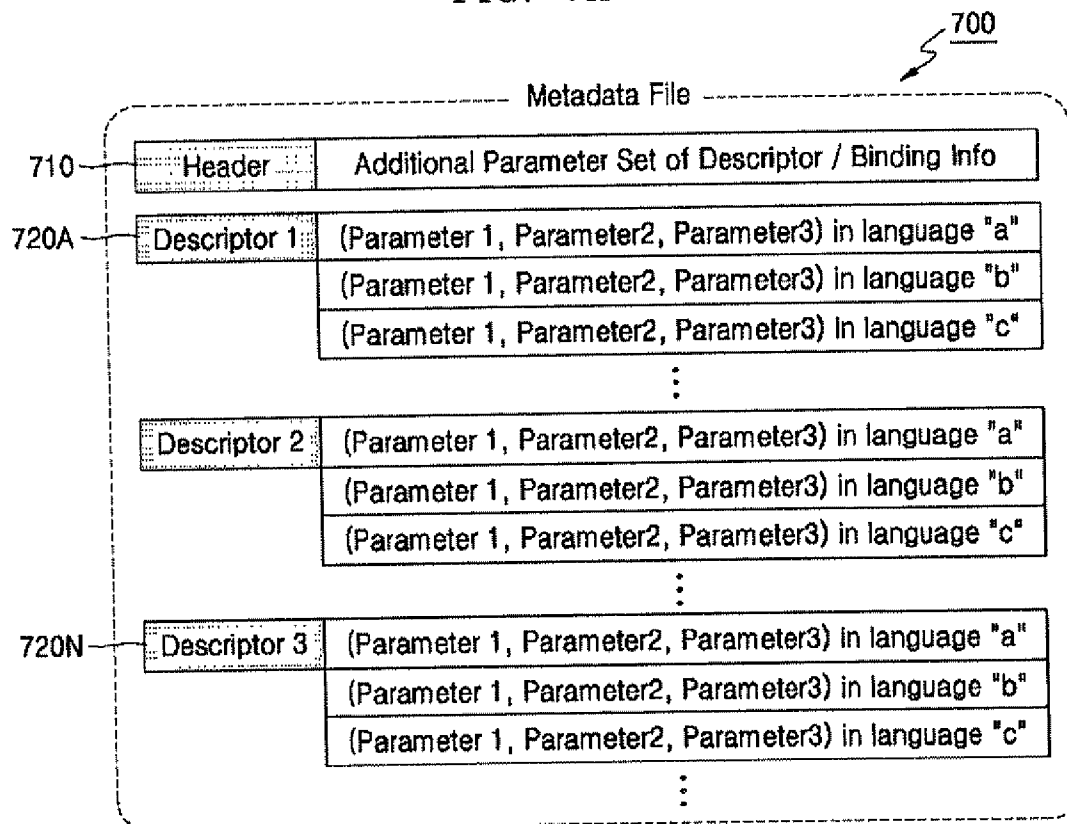 700
Metadata File
710 Header Additional Parameter Set of Descriptor / Binding Info
720A Descriptor 1 (Parameter 1, Parameter2, Parameter3) in language "a"
(Parameter 1, Parameter2, Parameter3) in language "b"
(Parameter 1, Parameter2, Parameter3) in language "c"
Descriptor 2 (Parameter 1, Parameter2, Parameter3) in language "a"
(Parameter 1, Parameter2, Parameter3) in language "b"
(Parameter 1, Parameter2, Parameter3) in language "c"
720N Descriptor 3 (Parameter 1, Parameter2, Parameter3) in language "a"
(Parameter 1, Parameter2, Parameter3) in language "b"
(Parameter 1, Parameter2, Parameter3) in language "c"